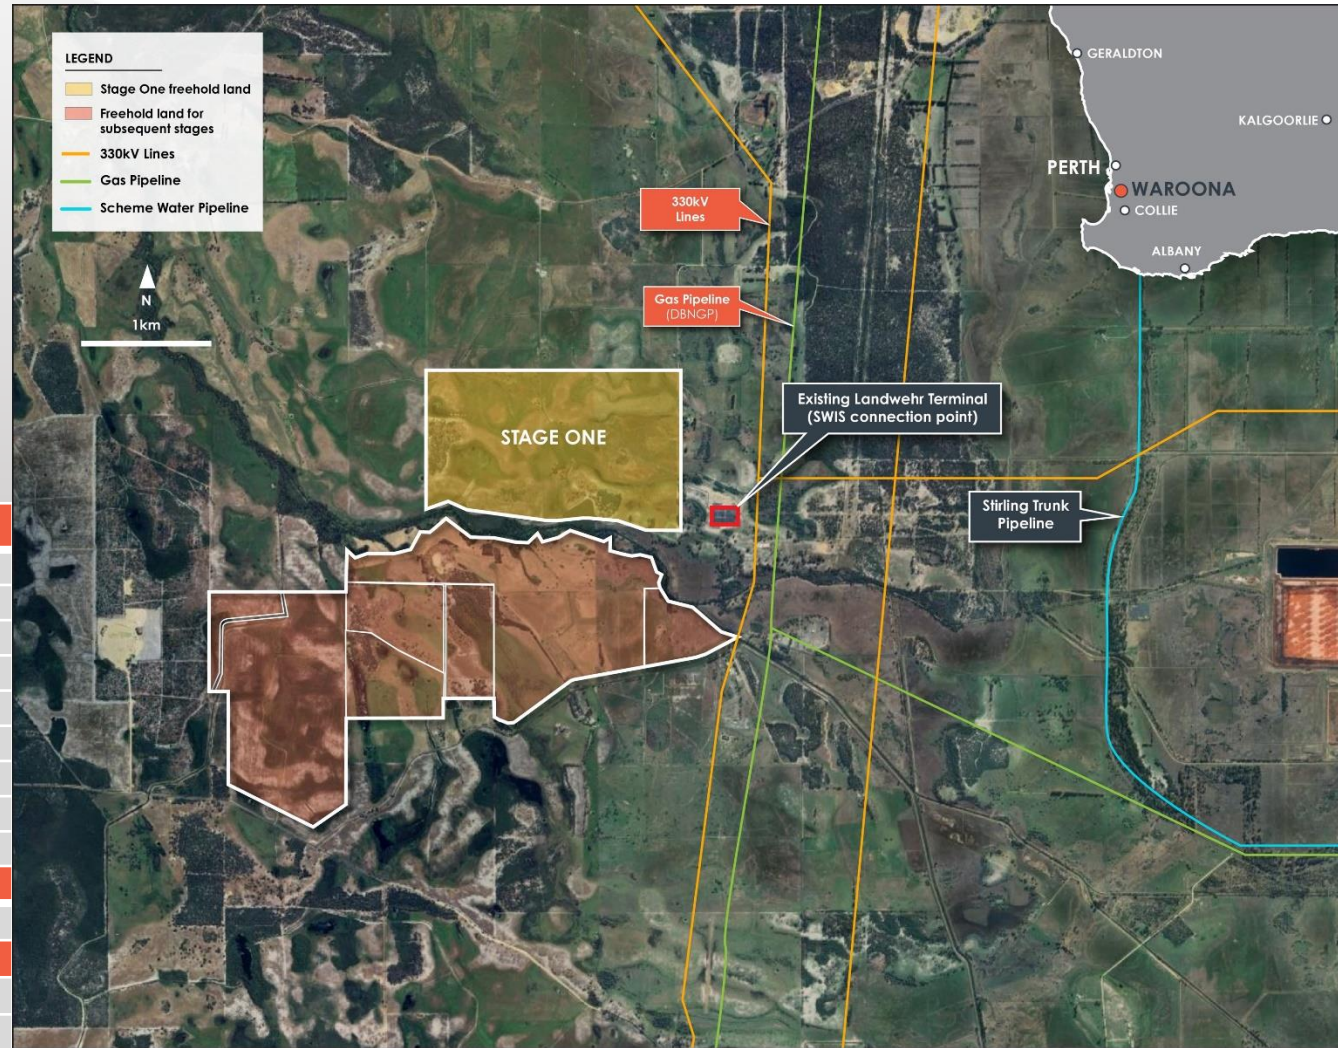 LEGEND
Stage One freehold land
Freehold land for
subsequent stages
330kV Lines
Gas Pipeline
Scheme Water Pipeline
N
1km
GERALDTON
KALGOORLIE
PERTH
WAROONA
COLLIE
ALBANY
330kV
Lines
Gas Pipeline
(DBNGP)
Existing Landwehr Terminal
(SWIS connection point)
STAGE ONE
Stirling Trunk
Pipeline